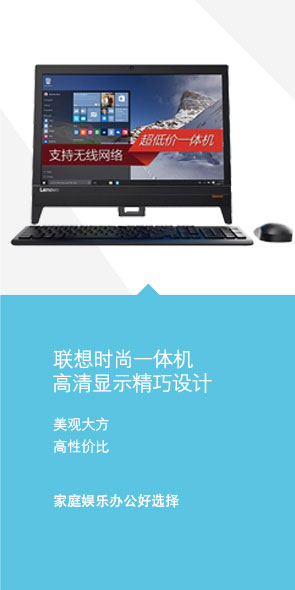 超低价一体机
支持无线网络
Lenovo
联想时尚一体机
高清显示精巧设计
美观大方
高性价比
家庭娱乐办公好选择